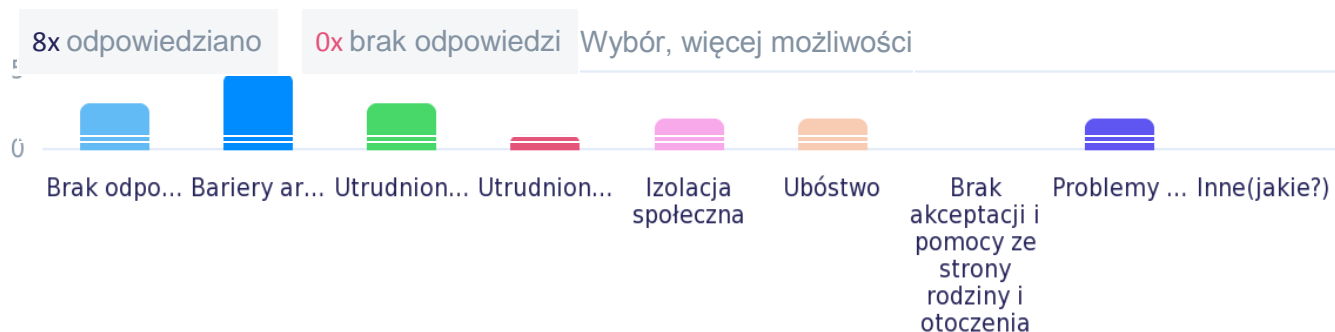 8x odpowiedziano 0x brak odpowiedzi Wybór, więcej możliwości
5
0
Brak odpo... Bariery ar... Utrudnion... Utrudnion... Izolacja społeczna Ubóstwo Brak akceptacji i pomocy ze strony rodziny i otoczenia Problemy ... Inne(jakie?)